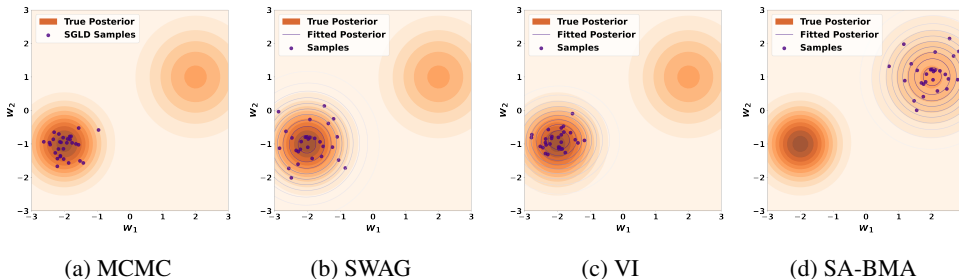 3
2
1
0
−1
−2
−3
w₂
True Posterior
SGLD Samples
−3 −2 −1 0 1 2 3
w₁
(a) MCMC
3
2
1
0
−1
−2
−3
w₂
True Posterior
Fitted Posterior
Samples
−3 −2 −1 0 1 2 3
w₁
(b) SWAG
3
2
1
0
−1
−2
−3
w₂
True Posterior
Fitted Posterior
Samples
−3 −2 −1 0 1 2 3
w₁
(c) VI
3
2
1
0
−1
−2
−3
w₂
True Posterior
Fitted Posterior
Samples
−3 −2 −1 0 1 2 3
w₁
(d) SA-BMA